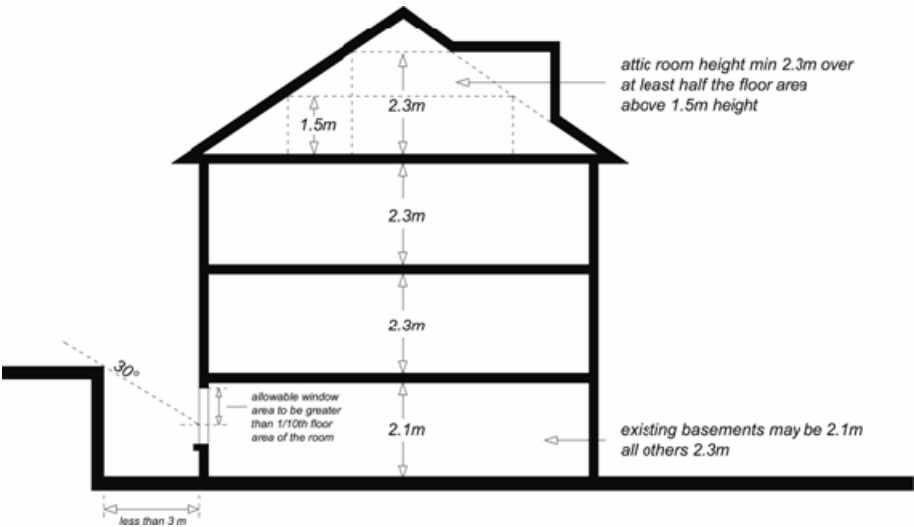 attic room height min 2.3m over
at least half the floor area
above 1.5m height
2.3m
1.5m
2.3m
2.3m
30°
allowable window
area to be greater
than 1/10th floor
area of the room
2.1m
existing basements may be 2.1m
all others 2.3m
less than 3 m